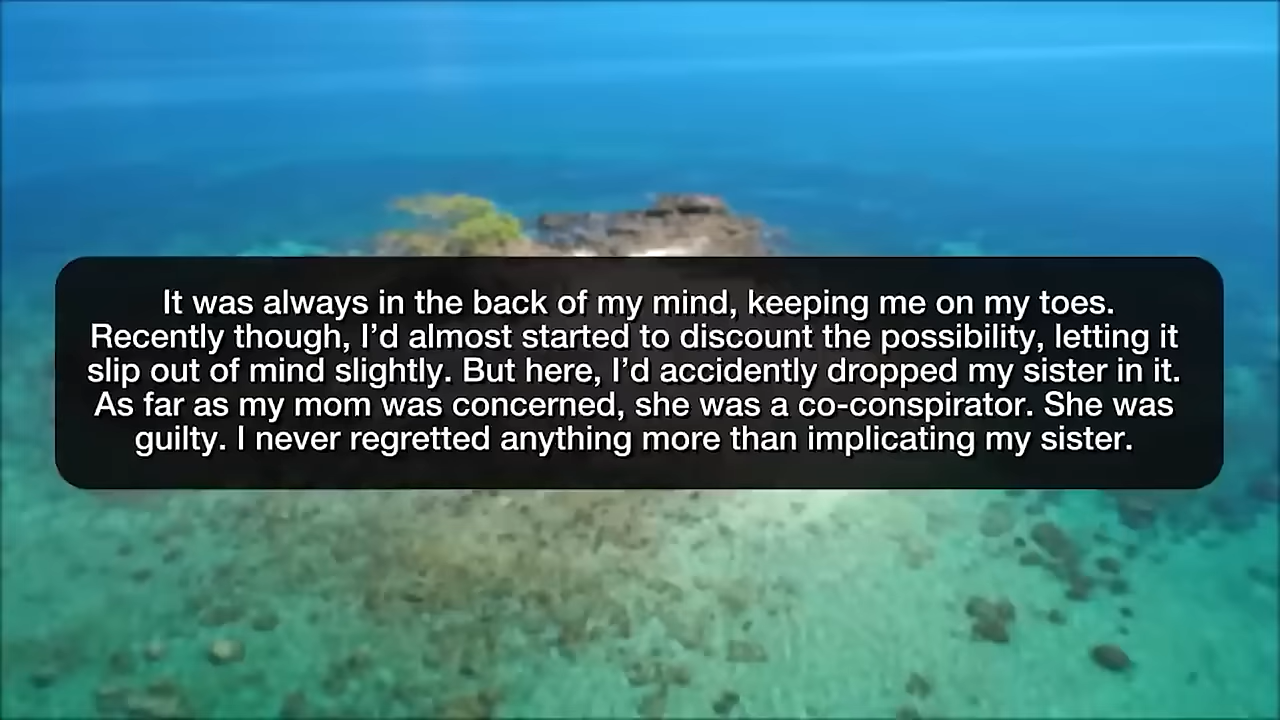 It was always in the back of my mind, keeping me on my toes.
Recently though, I’d almost started to discount the possibility, letting it
slip out of mind slightly. But here, I’d accidently dropped my sister in it.
As far as my mom was concerned, she was a co-conspirator. She was
guilty. I never regretted anything more than implicating my sister.